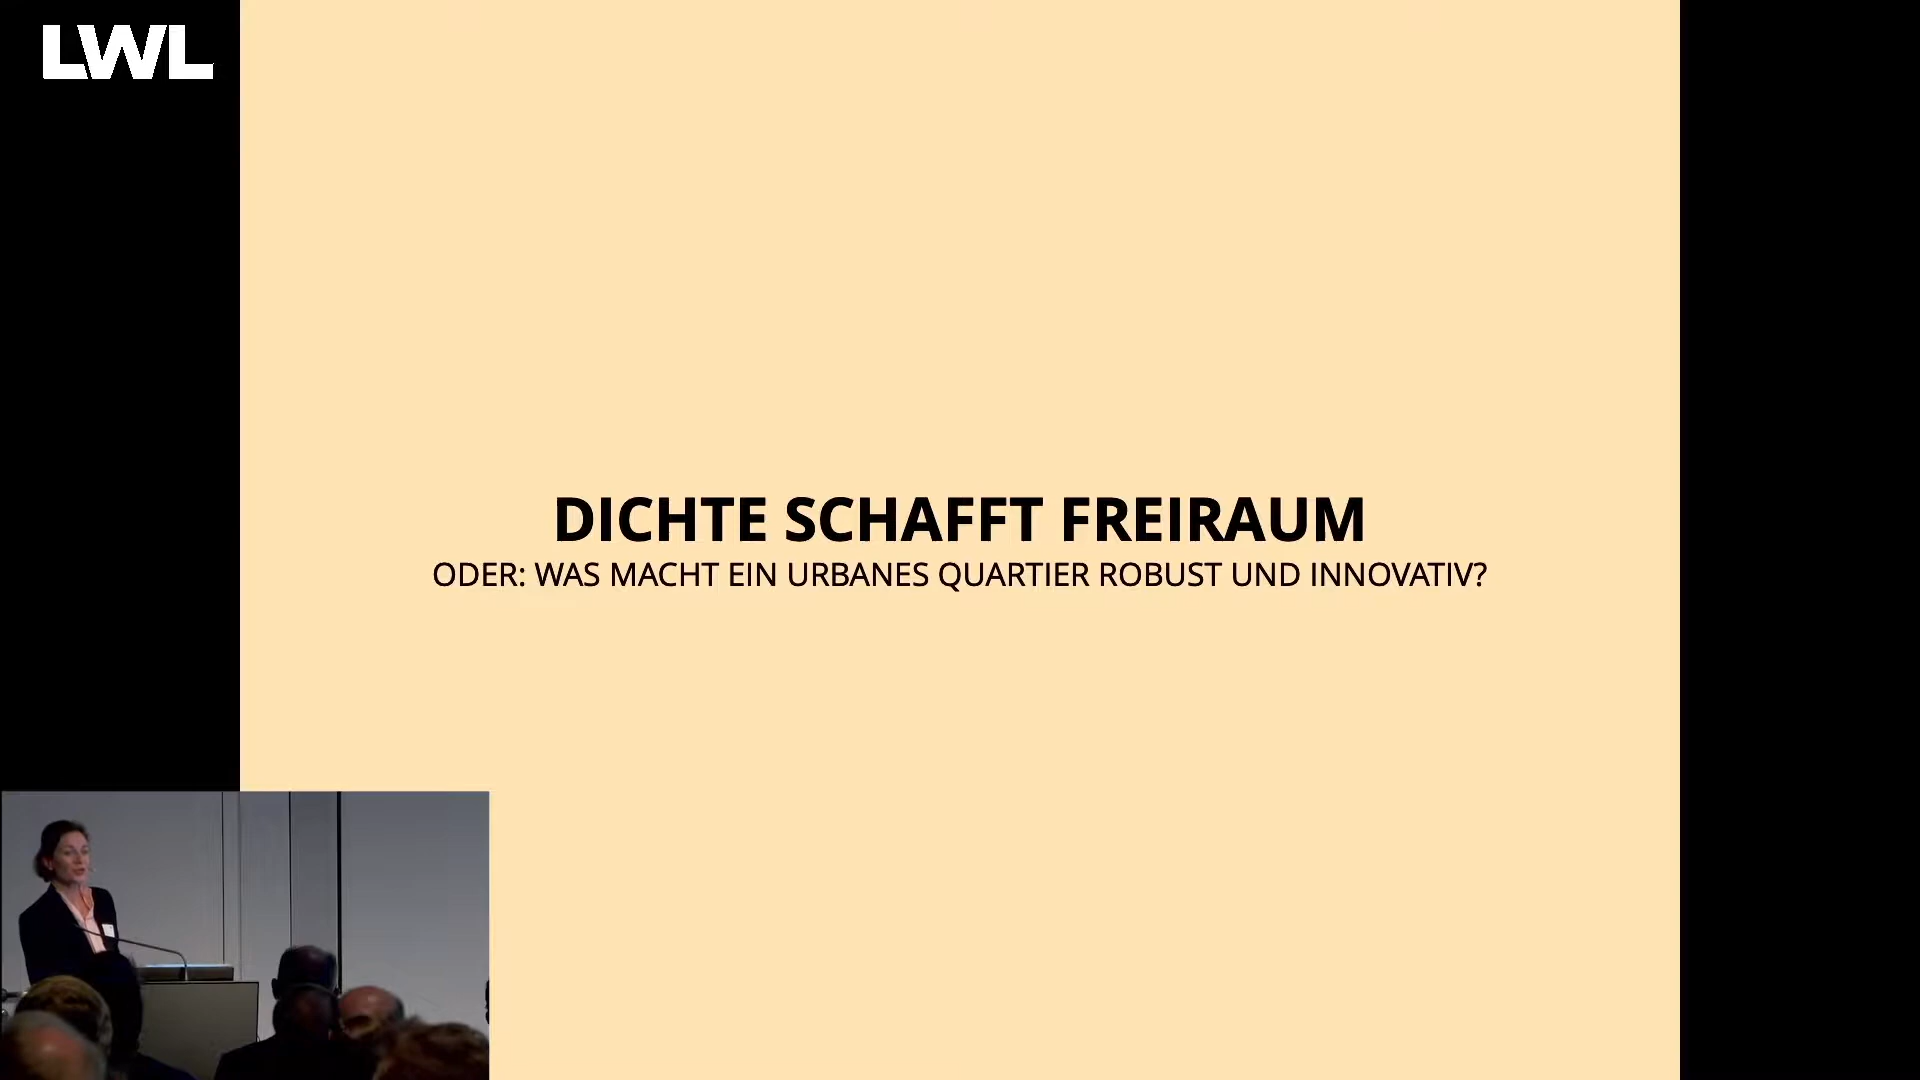 LWL
DICHTE SCHAFFT FREIRAUM
ODER: WAS MACHT EIN URBANES QUARTIER ROBUST UND INNOVATIV?